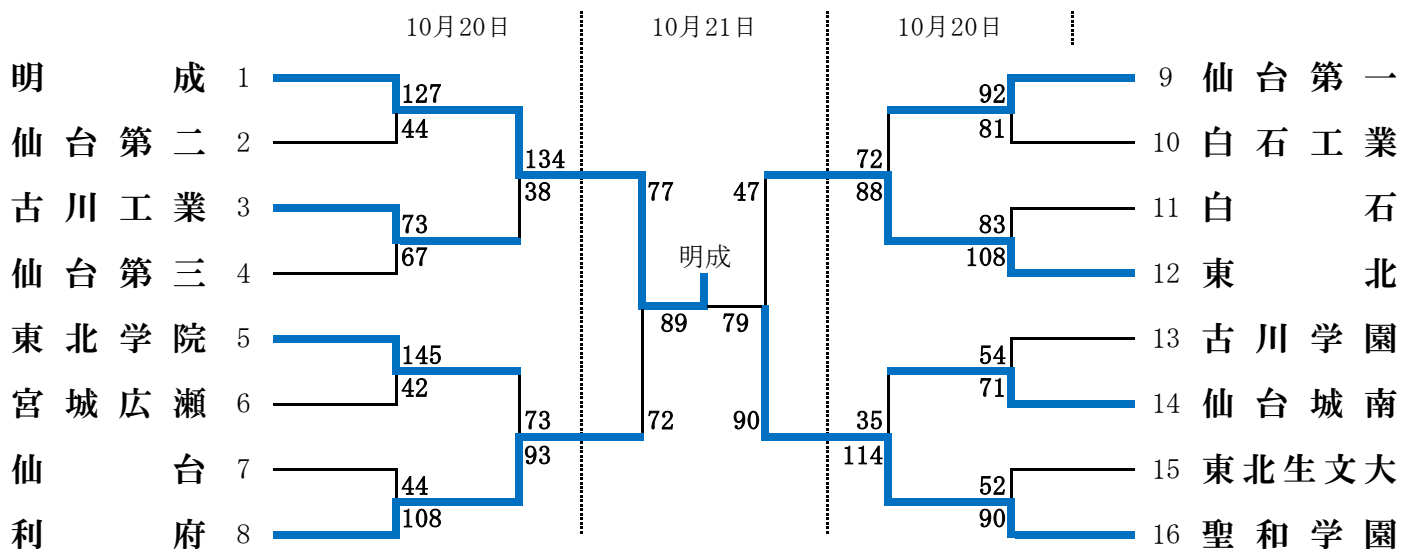 10月20日 10月21日 10月20日
明成 1 9 仙台第一
127 92
44 81
仙台第二 2 10 白石工業
134 72
38 88
古川工業 3 77 47 11 白石
73 83
67 108
明成
仙台第三 4 12 東北
89 79
東北学院 5 13 古川学園
145 54
42 71
宮城広瀬 6 14 仙台城南
73 72 90 35
93 114
仙台 7 15 東北生文大
44 52
108 90
利府 8 16 聖和学園